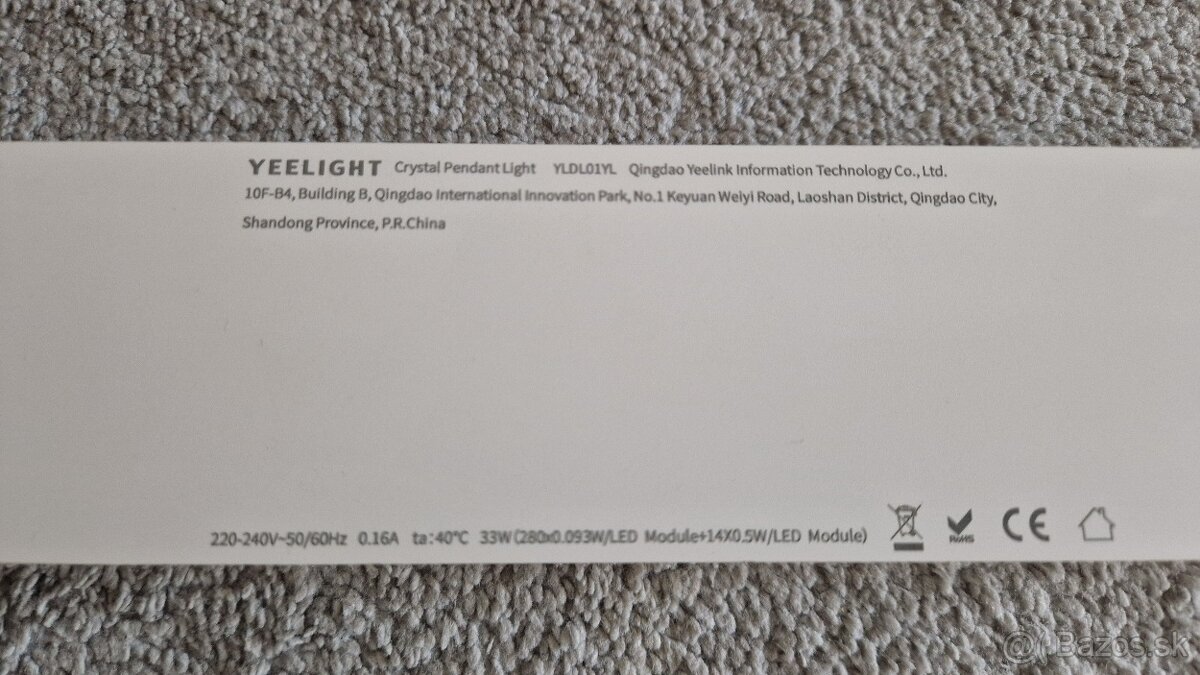 YEELIGHT Crystal Pendant Light YLDL01YL Qingdao Yeelink Information Technology Co., Ltd.
10F-B4, Building B, Qingdao International Innovation Park, No.1 Keyuan Weiyi Road, Laoshan District, Qingdao City,
Shandong Province, P.R.China
220-240V~50/60Hz 0.16A ta:40℃ 33W(280x0.093W/LED Module+14X0.5W/LED Module)
RoHS
CE
Bazos.sk